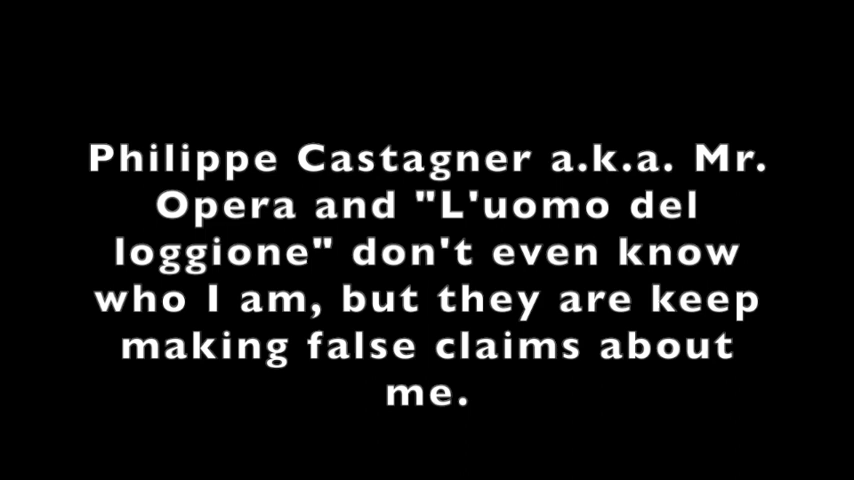 Philippe Castagner a.k.a. Mr.
Opera and "L'uomo del
loggione" don't even know
who I am, but they are keep
making false claims about
me.